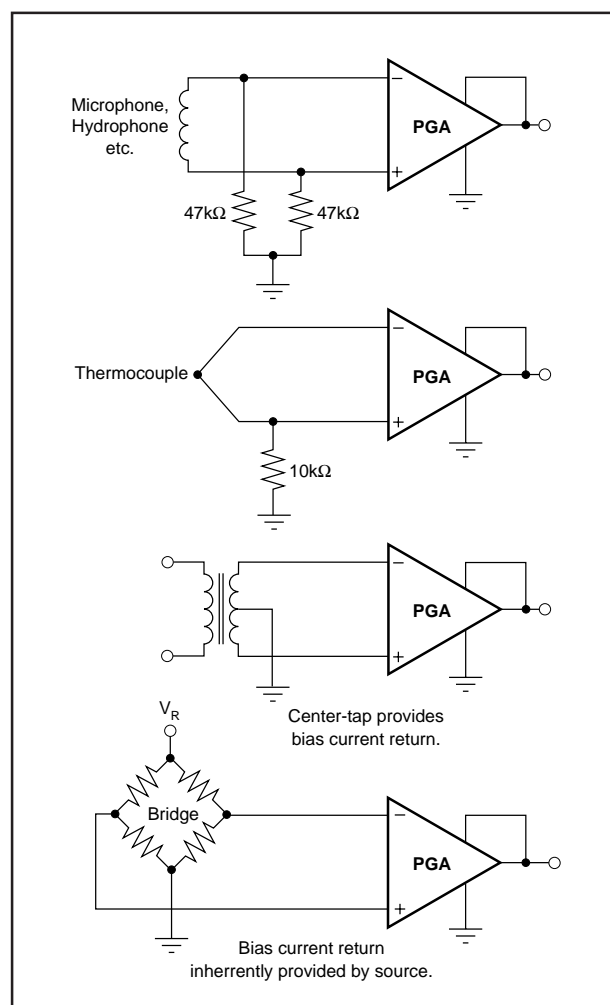 Microphone,
Hydrophone
etc.
−
PGA
+
47kΩ
47kΩ
−
Thermocouple
PGA
+
10kΩ
−
PGA
+
Center-tap provides
bias current return.
VR
Bridge
−
PGA
+
Bias current return
inherrently provided by source.